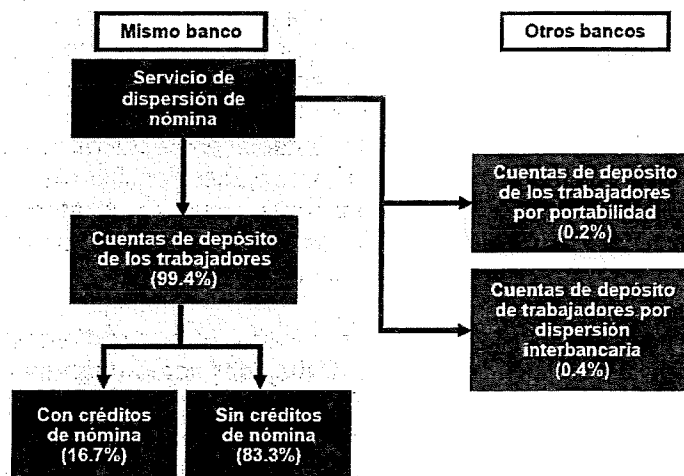 Mismo banco
Otros bancos
Servicio de
dispersión de
nómina
Cuentas de depósito
de los trabajadores
por portabilidad
(0.2%)
Cuentas de depósito
de los trabajadores
(99.4%)
Cuentas de depósito
de trabajadores por
dispersión
interbancaria
(0.4%)
Con créditos
de nómina
(16.7%)
Sin créditos
de nómina
(83.3%)